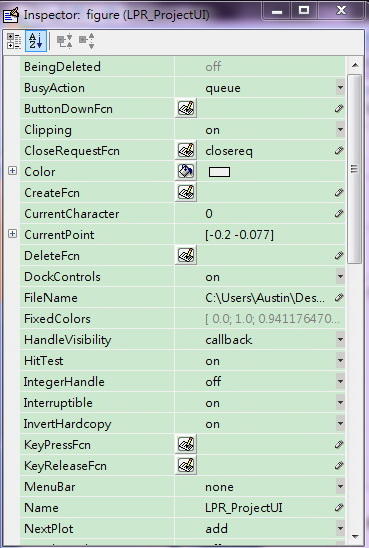 Inspector: figure (LPR_ProjectUI)
BeingDeleted off
BusyAction queue
ButtonDownFcn
Clipping on
CloseRequestFcn closereq
Color
CreateFcn
CurrentCharacter 0
CurrentPoint [-0.2 -0.077]
DeleteFcn
DockControls on
FileName C:\Users\Austin\Des...
FixedColors [ 0.0; 1.0; 0.941176470...
HandleVisibility callback
HitTest on
IntegerHandle off
Interruptible on
InvertHardcopy on
KeyPressFcn
KeyReleaseFcn
MenuBar none
Name LPR_ProjectUI
NextPlot add